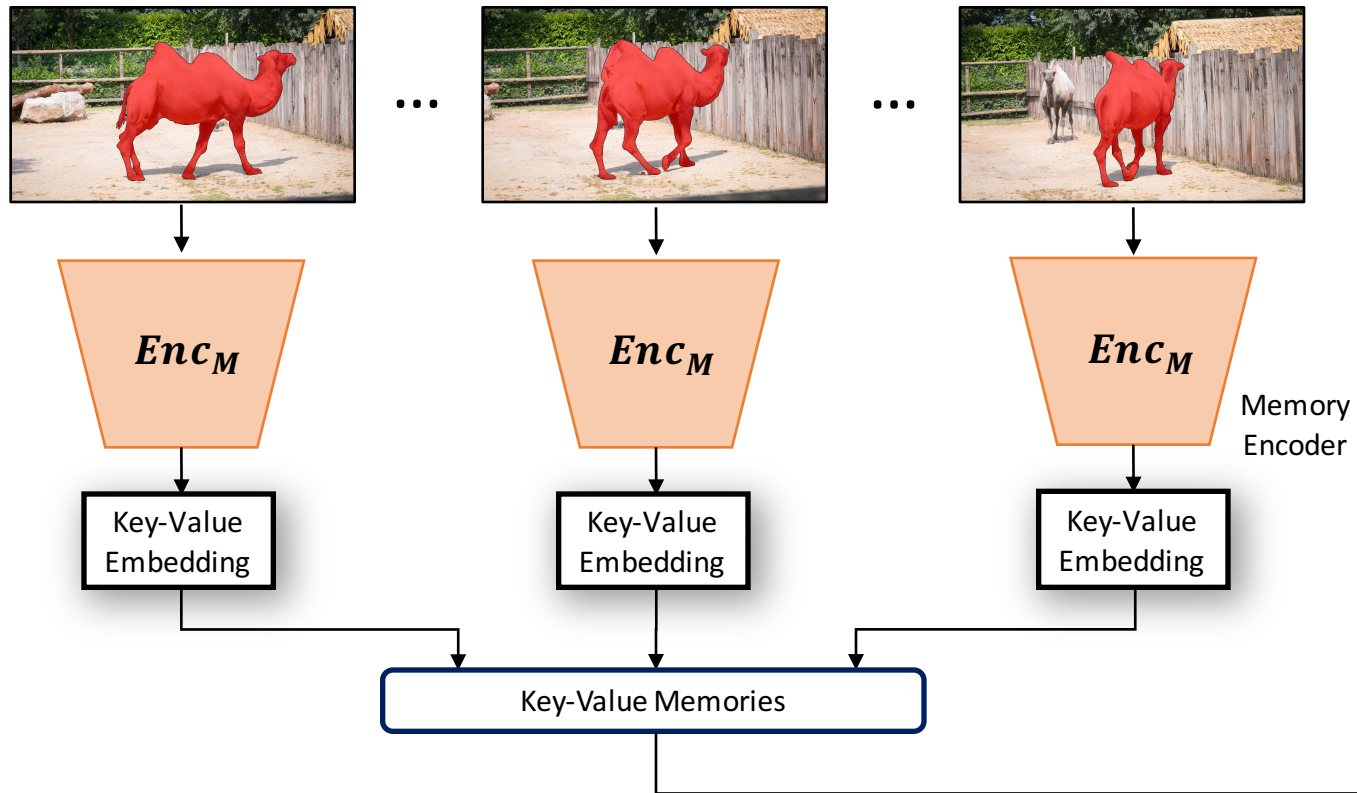 ... ...
Enc_M Enc_M Enc_M
Memory
Encoder
Key-Value Key-Value Key-Value
Embedding Embedding Embedding
Key-Value Memories